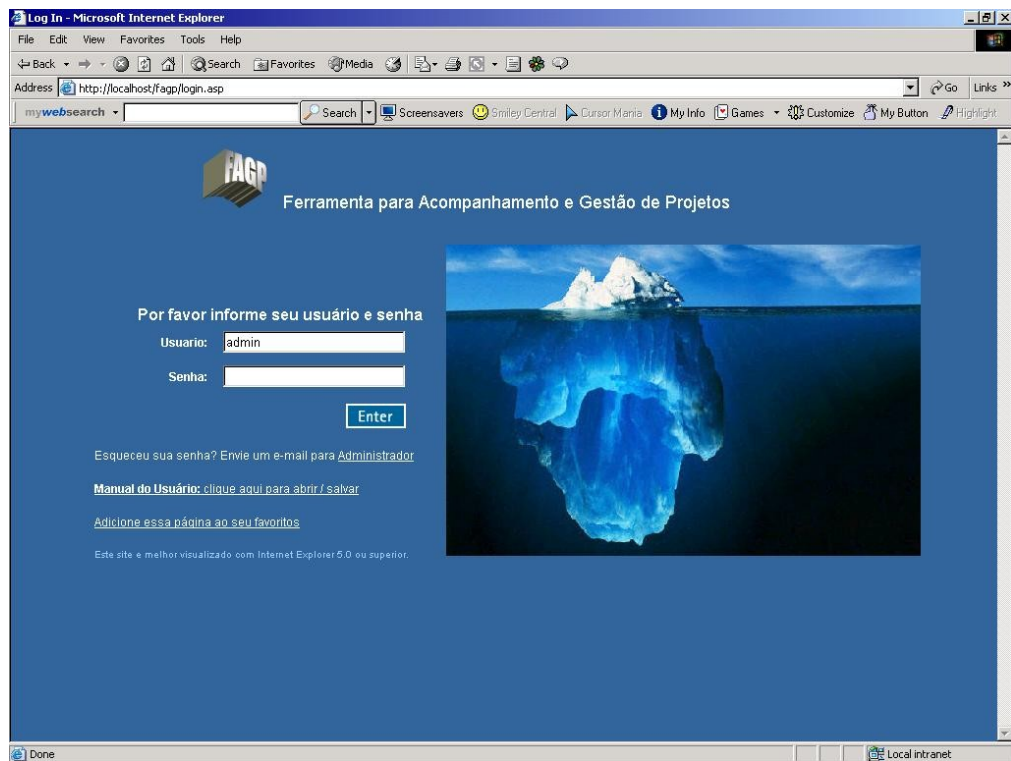 Log In - Microsoft Internet Explorer
File Edit View Favorites Tools Help
Back Search Favorites Media
Address http://localhost/fagp/login.asp Go Links »
mywebsearch Search Screensavers Smiley Central Cursor Mania My Info Games Customize My Button Highlight
FAGP
Ferramenta para Acompanhamento e Gestão de Projetos
Por favor informe seu usuário e senha
Usuario: admin
Senha:
Enter
Esqueceu sua senha? Envie um e-mail para Administrador
Manual do Usuário: clique aqui para abrir / salvar
Adicione essa página ao seu favoritos
Este site e melhor visualizado com Internet Explorer 5.0 ou superior.
Done Local intranet